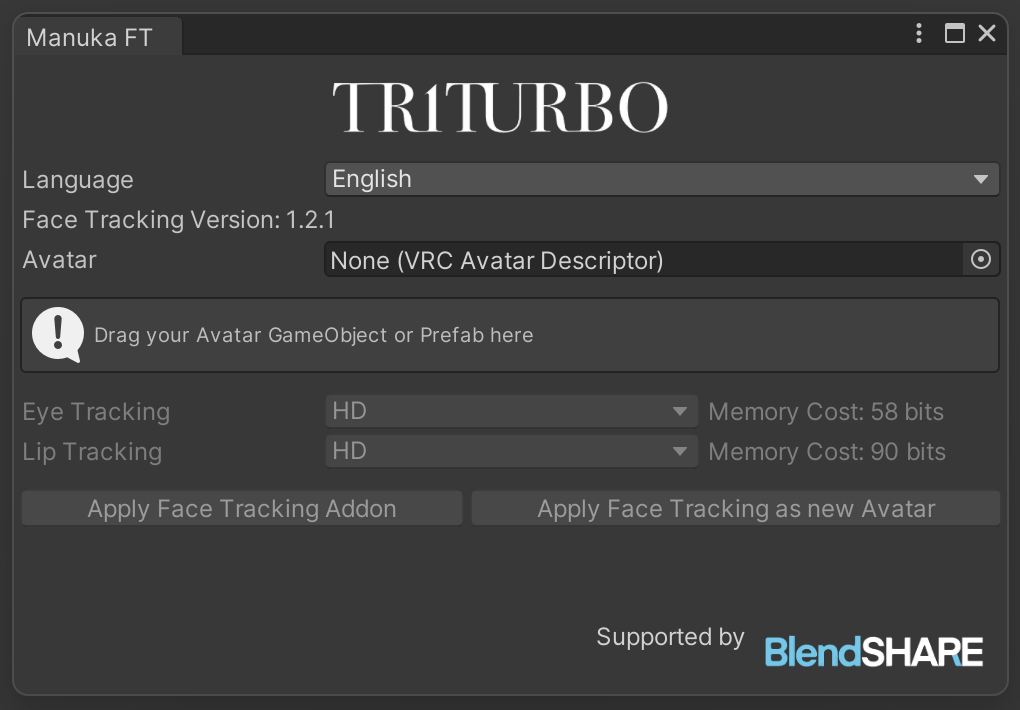 Manuka FT
TR1TURBO
Language English
Face Tracking Version: 1.2.1
Avatar None (VRC Avatar Descriptor)
Drag your Avatar GameObject or Prefab here
Eye Tracking HD Memory Cost: 58 bits
Lip Tracking HD Memory Cost: 90 bits
Apply Face Tracking Addon Apply Face Tracking as new Avatar
Supported by BlendSHARE